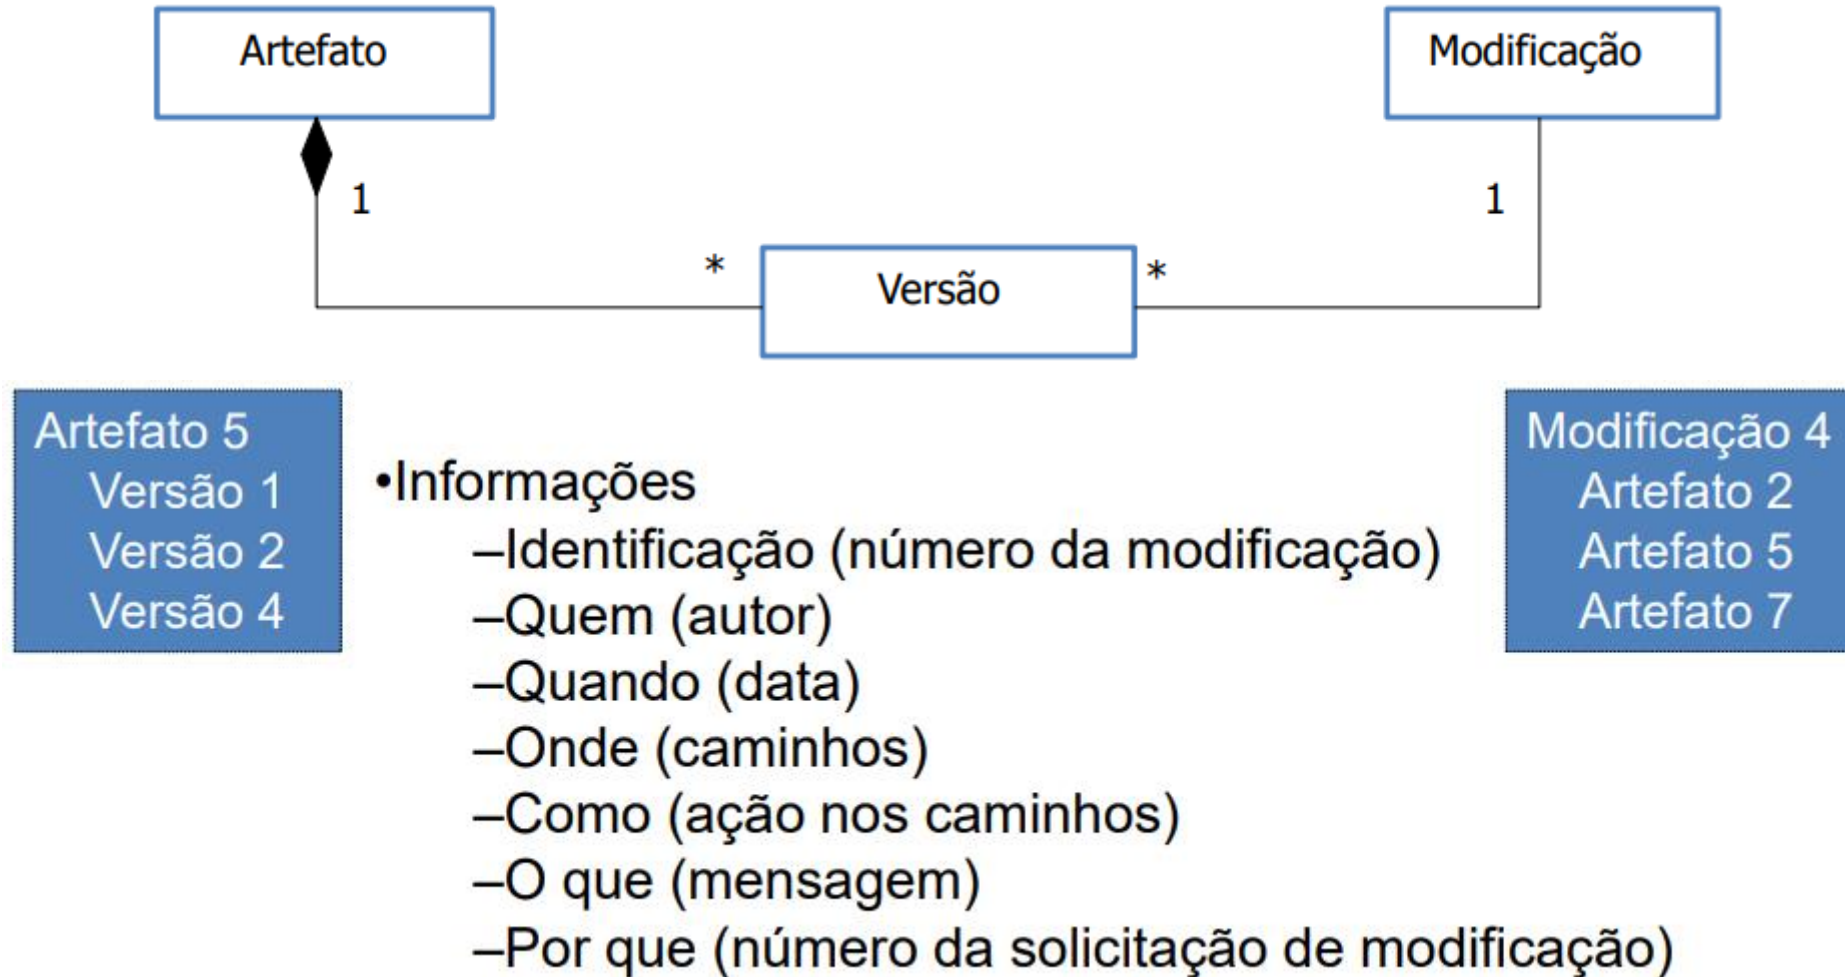 Artefato
Modificação
1
1
*
Versão
*
Artefato 5
Versão 1
Versão 2
Versão 4
•Informações
–Identificação (número da modificação)
–Quem (autor)
–Quando (data)
–Onde (caminhos)
–Como (ação nos caminhos)
–O que (mensagem)
–Por que (número da solicitação de modificação)
Modificação 4
Artefato 2
Artefato 5
Artefato 7